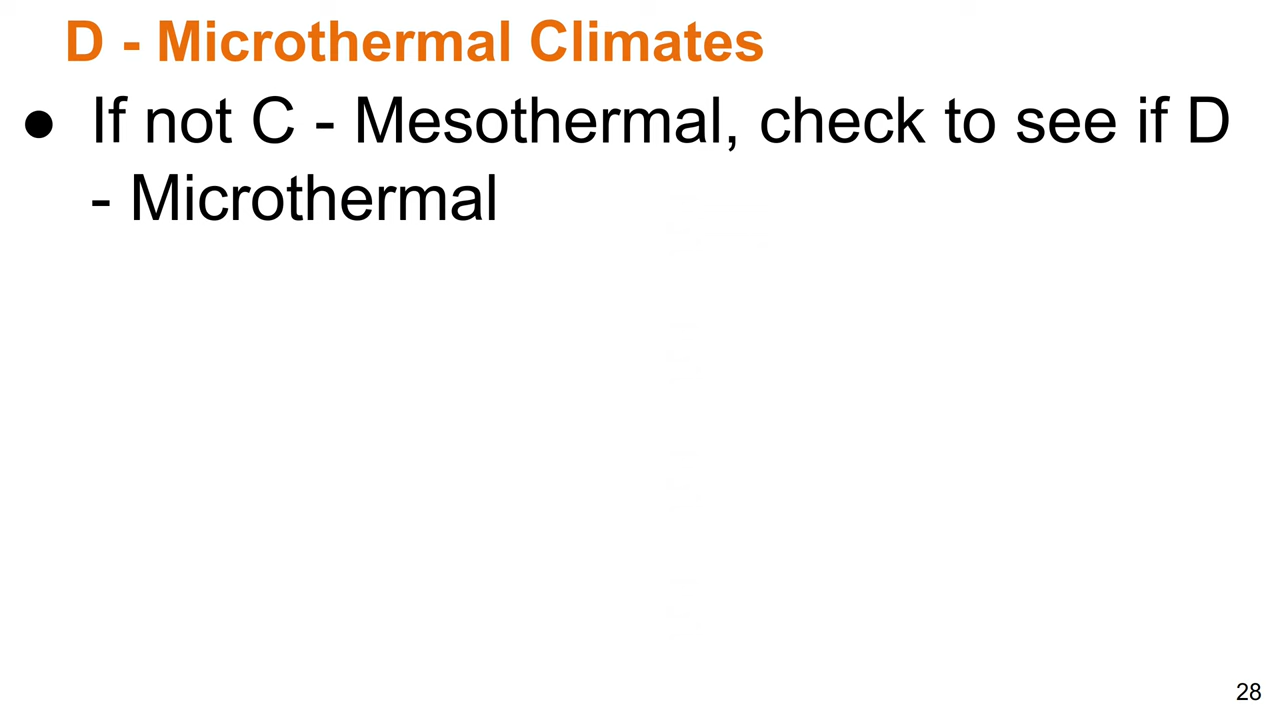 D - Microthermal Climates
● If not C - Mesothermal, check to see if D
- Microthermal
28